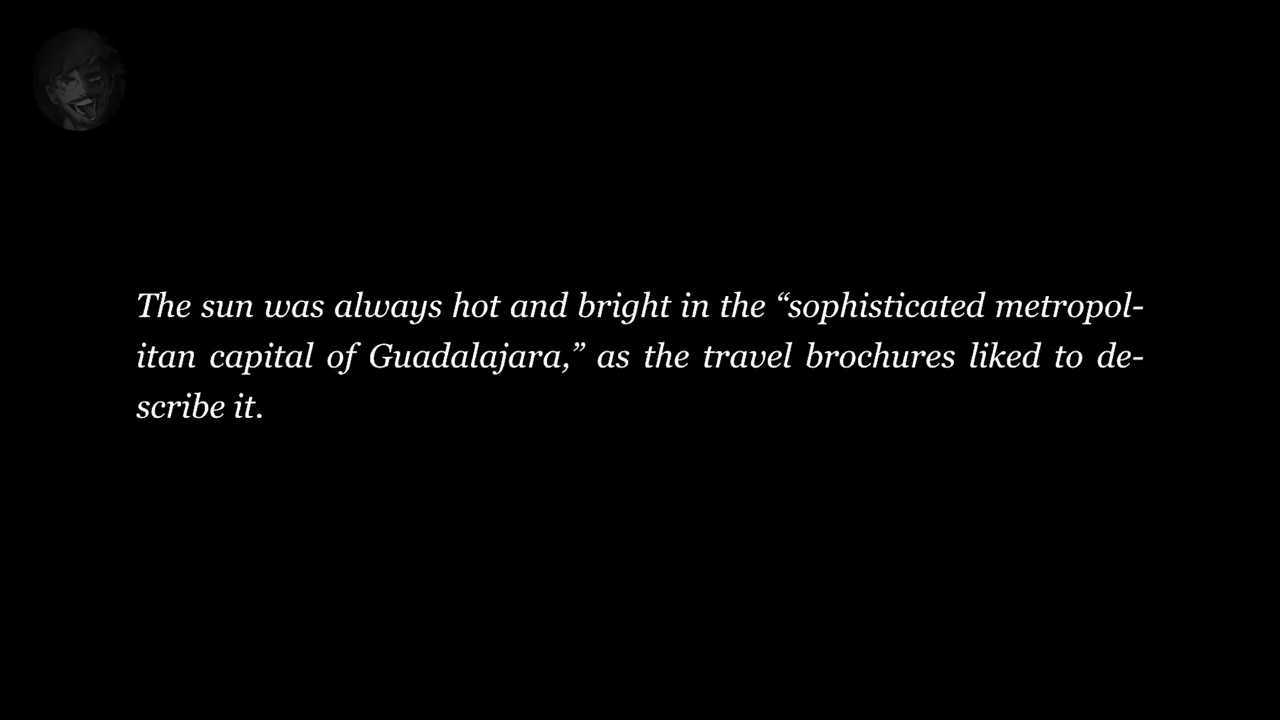 The sun was always hot and bright in the “sophisticated metropol-
itan capital of Guadalajara,” as the travel brochures liked to de-
scribe it.